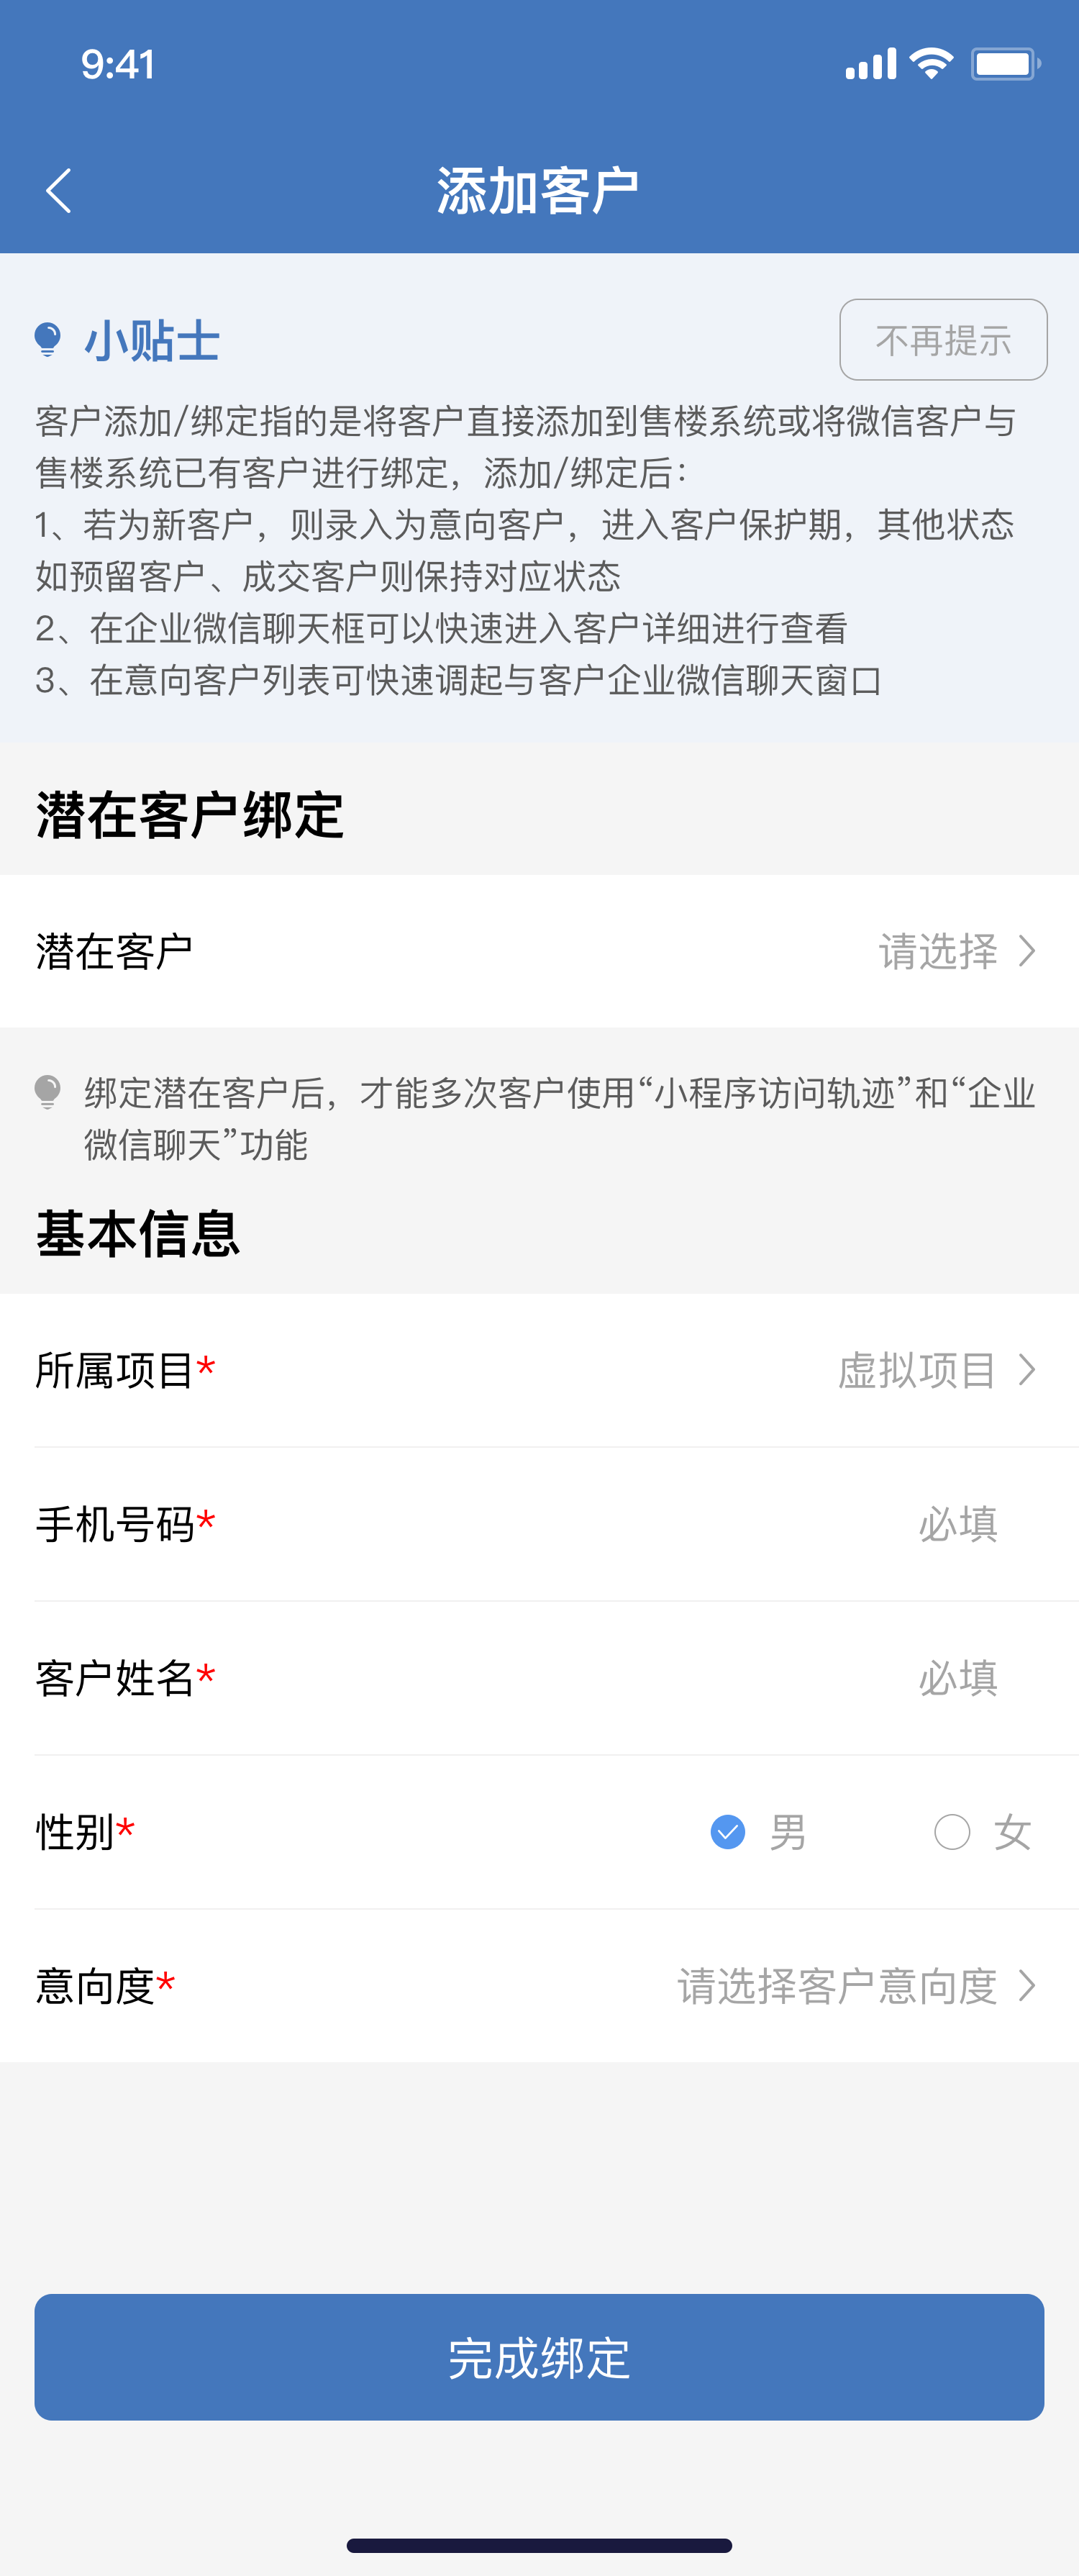 9:41
添加客户
小贴士
不再提示
客户添加/绑定指的是将客户直接添加到售楼系统或将微信客户与
售楼系统已有客户进行绑定，添加/绑定后：
1、若为新客户，则录入为意向客户，进入客户保护期，其他状态
如预留客户、成交客户则保持对应状态
2、在企业微信聊天框可以快速进入客户详细进行查看
3、在意向客户列表可快速调起与客户企业微信聊天窗口
潜在客户绑定
潜在客户 请选择
绑定潜在客户后，才能多次客户使用“小程序访问轨迹”和“企业
微信聊天”功能
基本信息
所属项目* 虚拟项目
手机号码* 必填
客户姓名* 必填
性别* 男 女
意向度* 请选择客户意向度
完成绑定